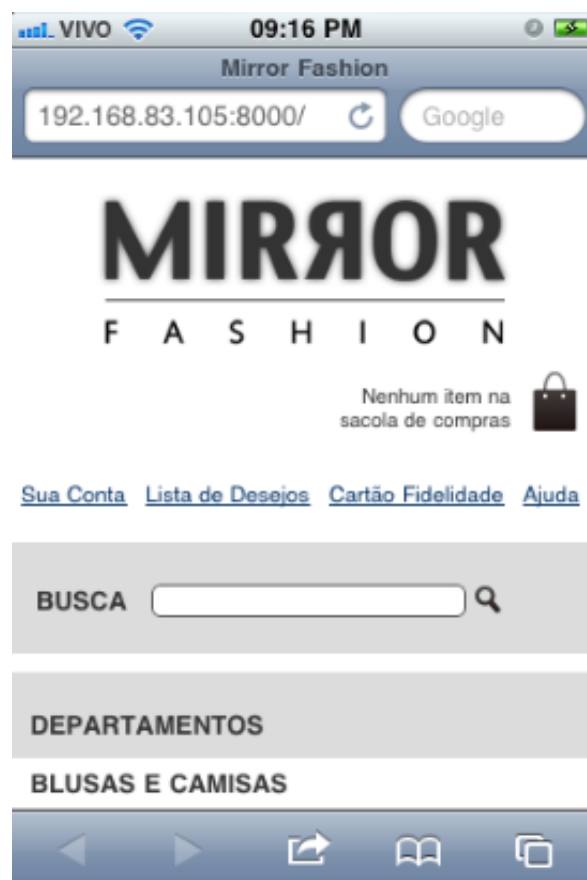 VIVO 09:16 PM
Mirror Fashion
192.168.83.105:8000/ Google
MIRЯOR
FASHION
Nenhum item na
sacola de compras
Sua Conta Lista de Desejos Cartão Fidelidade Ajuda
BUSCA
DEPARTAMENTOS
BLUSAS E CAMISAS